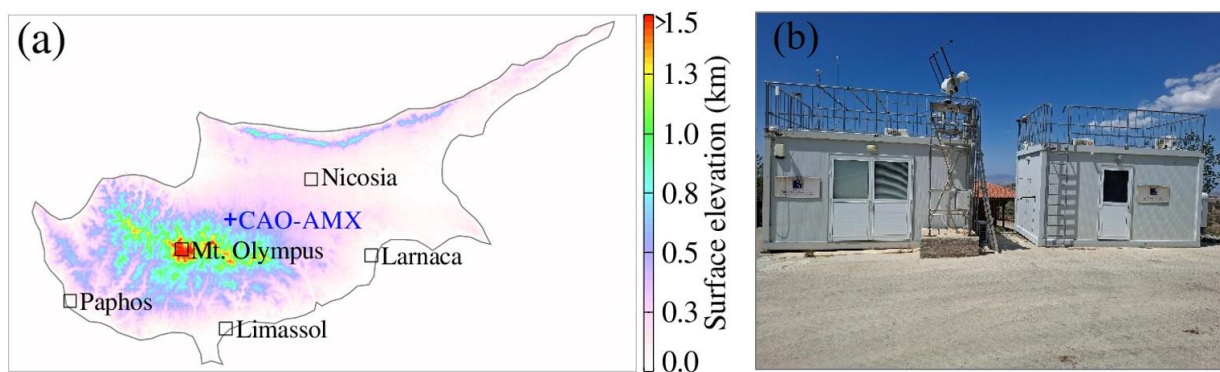 (a)
Nicosia
+CAO-AMX
Mt. Olympus
Larnaca
Paphos
Limassol
>1.5
1.3
1.0
0.8
0.5
0.3
0.0
Surface elevation (km)
(b)